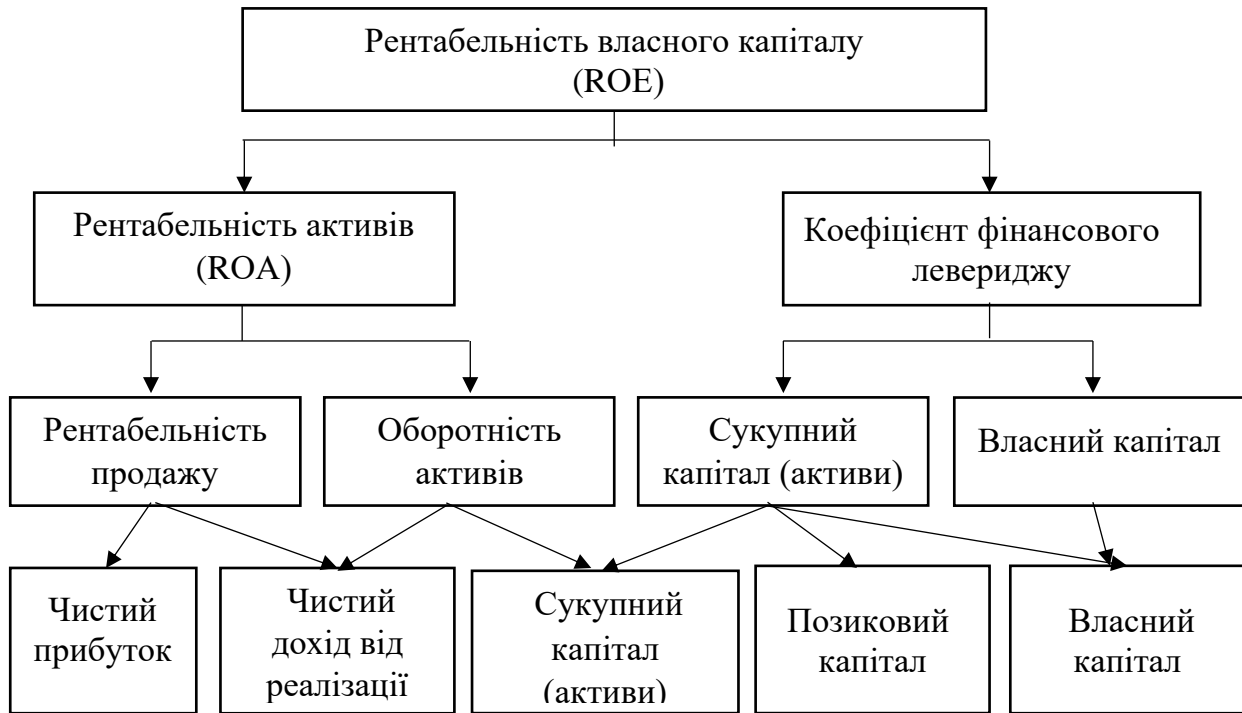 Рентабельність власного капіталу
(ROE)
Рентабельність активів
(ROA)
Коефіцієнт фінансового
левериджу
Рентабельність
продажу
Оборотність
активів
Сукупний
капітал (активи)
Власний капітал
Чистий
прибуток
Чистий
дохід від
реалізації
Сукупний
капітал
(активи)
Позиковий
капітал
Власний
капітал